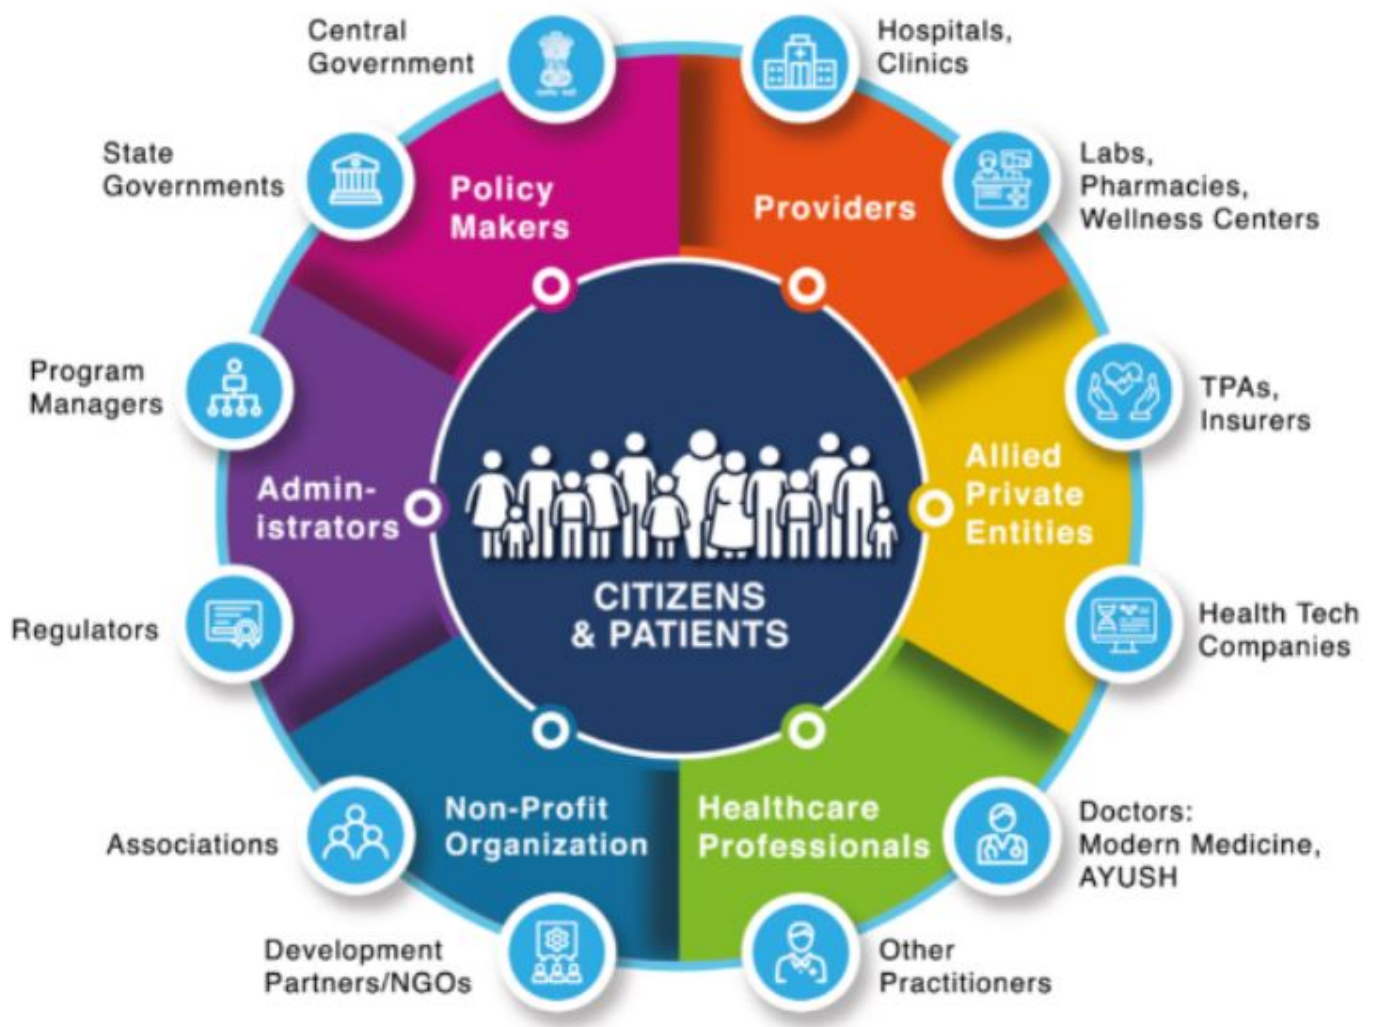 Central
Government
Hospitals,
Clinics
State
Governments
Labs,
Pharmacies,
Wellness Centers
Policy
Makers
Providers
Program
Managers
TPAs,
Insurers
Admin-
istrators
Allied
Private
Entities
CITIZENS
& PATIENTS
Regulators
Health Tech
Companies
Non-Profit
Organization
Healthcare
Professionals
Associations
Doctors:
Modern Medicine,
AYUSH
Development
Partners/NGOs
Other
Practitioners